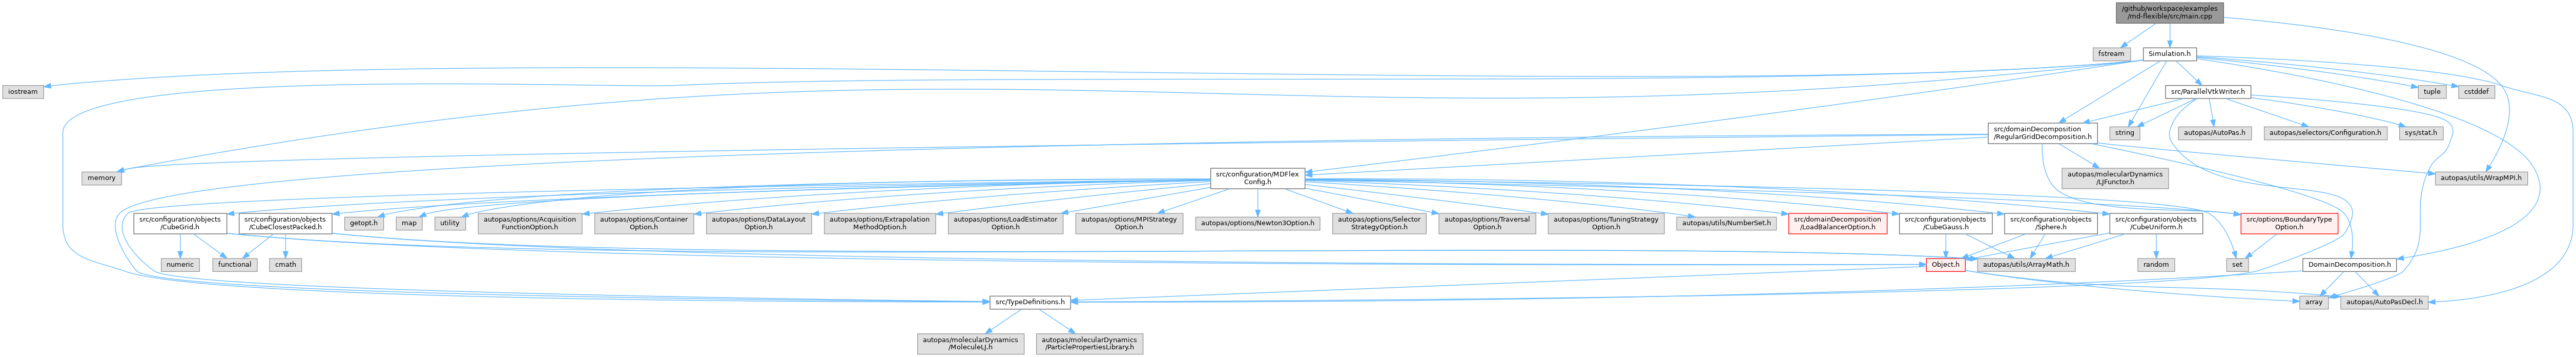 /github/workspace/examples
/md-flexible/src/main.cpp
fstream
Simulation.h
iostream
src/ParallelVtkWriter.h
tuple
cstddef
src/domainDecomposition
/RegularGridDecomposition.h
string
autopas/AutoPas.h
autopas/selectors/Configuration.h
sys/stat.h
memory
src/configuration/MDFlex
Config.h
autopas/molecularDynamics
/LJFunctor.h
autopas/utils/WrapMPI.h
src/configuration/objects
/CubeGrid.h
src/configuration/objects
/CubeClosestPacked.h
getopt.h
map
utility
autopas/options/Acquisition
FunctionOption.h
autopas/options/Container
Option.h
autopas/options/DataLayout
Option.h
autopas/options/Extrapolation
MethodOption.h
autopas/options/LoadEstimator
Option.h
autopas/options/MPIStrategy
Option.h
autopas/options/Newton3Option.h
autopas/options/Selector
StrategyOption.h
autopas/options/Traversal
Option.h
autopas/options/TuningStrategy
Option.h
autopas/utils/NumberSet.h
src/domainDecomposition
/LoadBalancerOption.h
src/configuration/objects
/CubeGauss.h
src/configuration/objects
/Sphere.h
src/configuration/objects
/CubeUniform.h
src/options/BoundaryType
Option.h
numeric
functional
cmath
Object.h
autopas/utils/ArrayMath.h
random
set
DomainDecomposition.h
src/TypeDefinitions.h
array
autopas/AutoPasDecl.h
autopas/molecularDynamics
/MoleculeLJ.h
autopas/molecularDynamics
/ParticlePropertiesLibrary.h